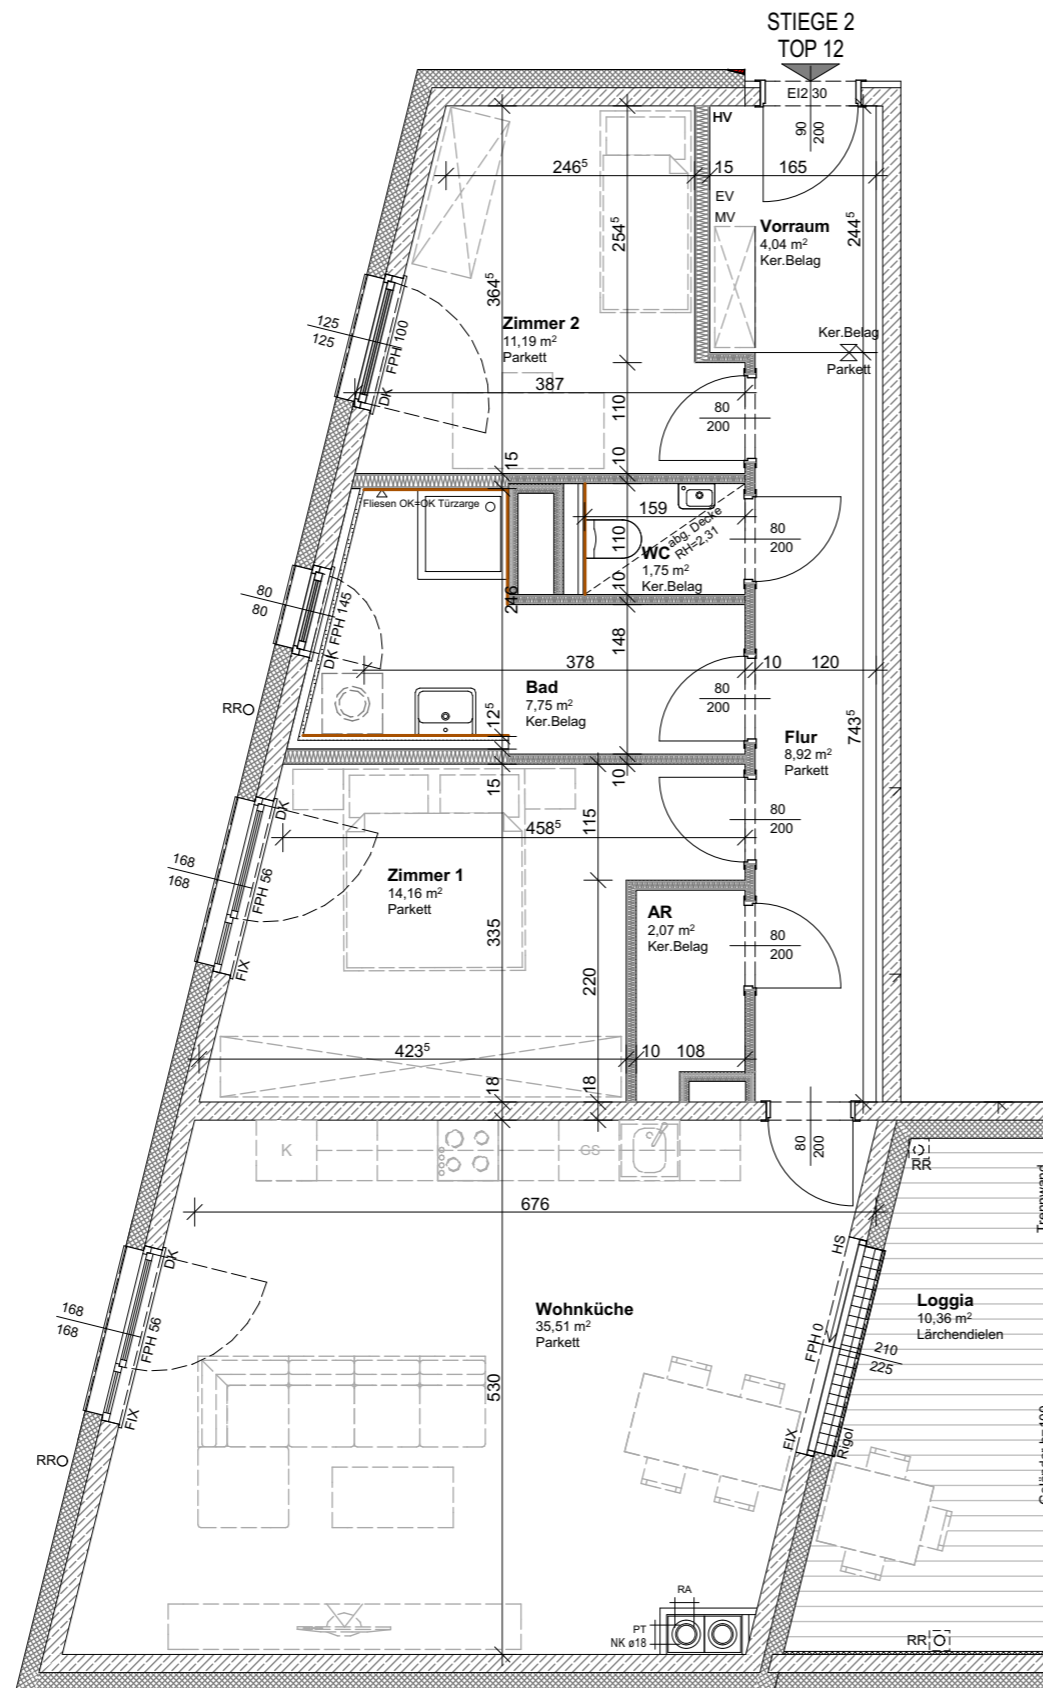 STIEGE 2
TOP 12
EI2 30
90
200
HV
246⁵
15
165
EV
MV
Vorraum
4,04 m²
Ker.Belag
254⁵
244⁵
364⁵
125
125
FPH 100
DK
Zimmer 2
11,19 m²
Parkett
Ker.Belag
Parkett
387
110
80
200
15
10
Fliesen OK=OK Türzarge
159
abg. Decke
RH=2,31
110
WC
1,75 m²
Ker.Belag
80
200
10
246
80
80
DK
FPH 145
148
378
10
120
Bad
7,75 m²
Ker.Belag
80
200
RR
12⁵
Flur
8,92 m²
Parkett
743⁵
15
10
DK
115
80
200
458⁵
168
168
FPH 56
FIX
Zimmer 1
14,16 m²
Parkett
335
AR
2,07 m²
Ker.Belag
80
200
220
423⁵
10
108
18
18
K
GS
80
200
RR
Trennwand
676
DK
HS
168
168
FPH 56
FIX
Wohnküche
35,51 m²
Parkett
Loggia
10,36 m²
Lärchendielen
FPH 0
210
225
530
FIX
Rigol
RR
RA
PT
NK ø18
RR